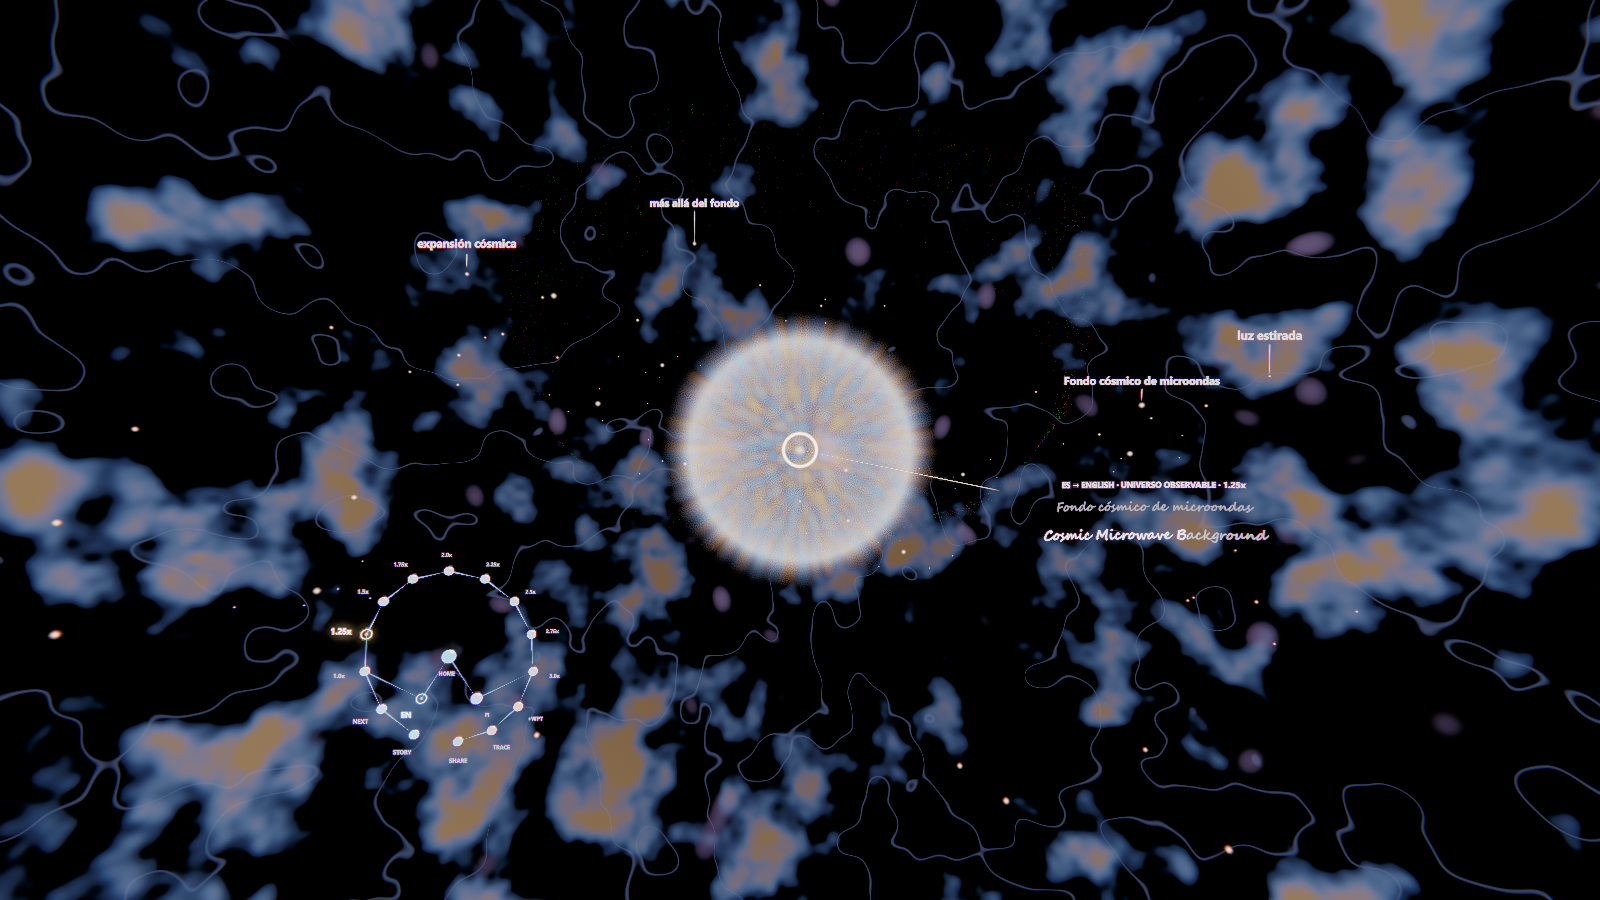 más allá del fondo
expansión cósmica
luz estirada
Fondo cósmico de microondas
ES → ENGLISH · UNIVERSO OBSERVABLE · 1.25x
Fondo cósmico de microondas
Cosmic Microwave Background
2.0x
1.75x
2.25x
1.5x
2.5x
1.25x
2.75x
1.0x
HOME
3.0x
EN
NEXT
+WPT
STORY
TRACE
SHARE